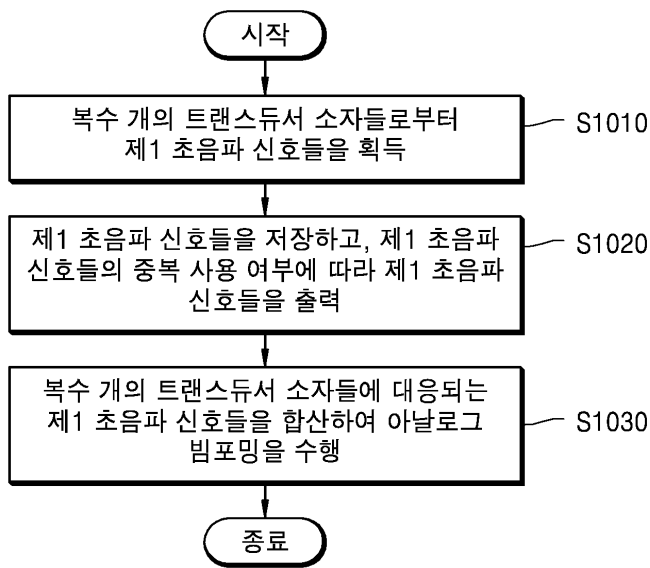 시작
복수 개의 트랜스듀서 소자들로부터
제1 초음파 신호들을 획득
S1010
제1 초음파 신호들을 저장하고, 제1 초음파
신호들의 중복 사용 여부에 따라 제1 초음파
신호들을 출력
S1020
복수 개의 트랜스듀서 소자들에 대응되는
제1 초음파 신호들을 합산하여 아날로그
빔포밍을 수행
S1030
종료